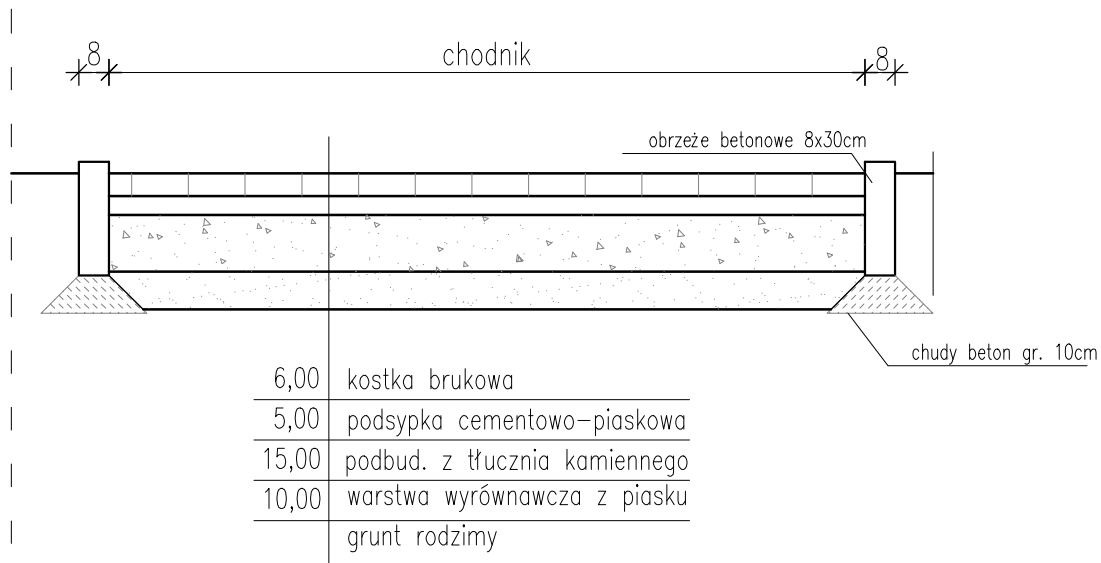 8 chodnik 8
obrzeże betonowe 8x30cm
chudy beton gr. 10cm
6,00 kostka brukowa
5,00 podsypka cementowo-piaskowa
15,00 podbud. z tłucznia kamiennego
10,00 warstwa wyrównawcza z piasku
grunt rodzimy